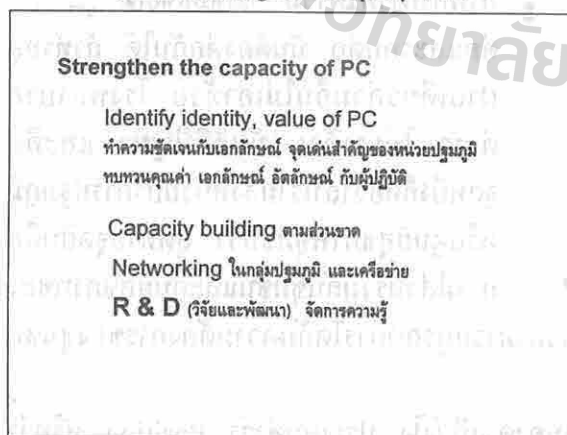 วิทยาลัย
Strengthen the capacity of PC
Identify identity, value of PC
ทำความชัดเจนกับเอกลักษณ์ จุดเด่นสำคัญของหน่วยปฐมภูมิ
ทบทวนคุณค่า เอกลักษณ์ อัตลักษณ์ กับผู้ปฏิบัติ
Capacity building ตามส่วนขาด
Networking ในกลุ่มปฐมภูมิ และเครือข่าย
R & D (วิจัยและพัฒนา) จัดการความรู้